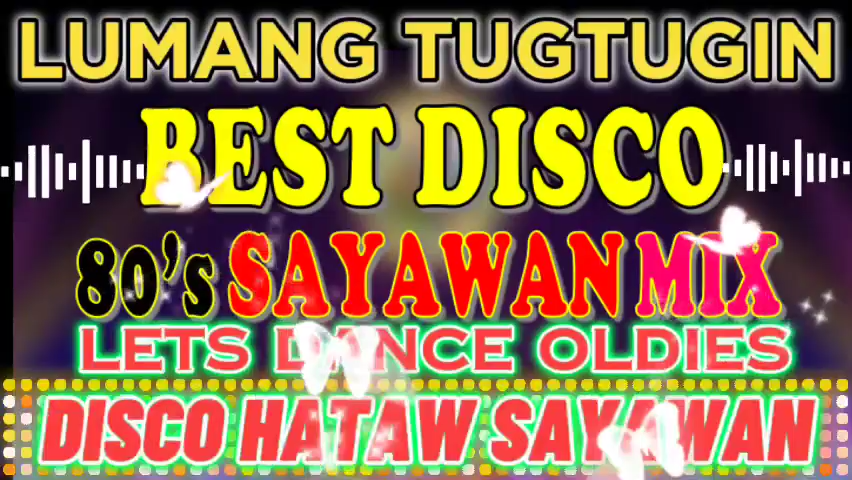 LUMANG TUGTUGIN
BEST DISCO
80's SAYAWAN MIX
LETS DANCE OLDIES
DISCO HATAW SAYAWAN